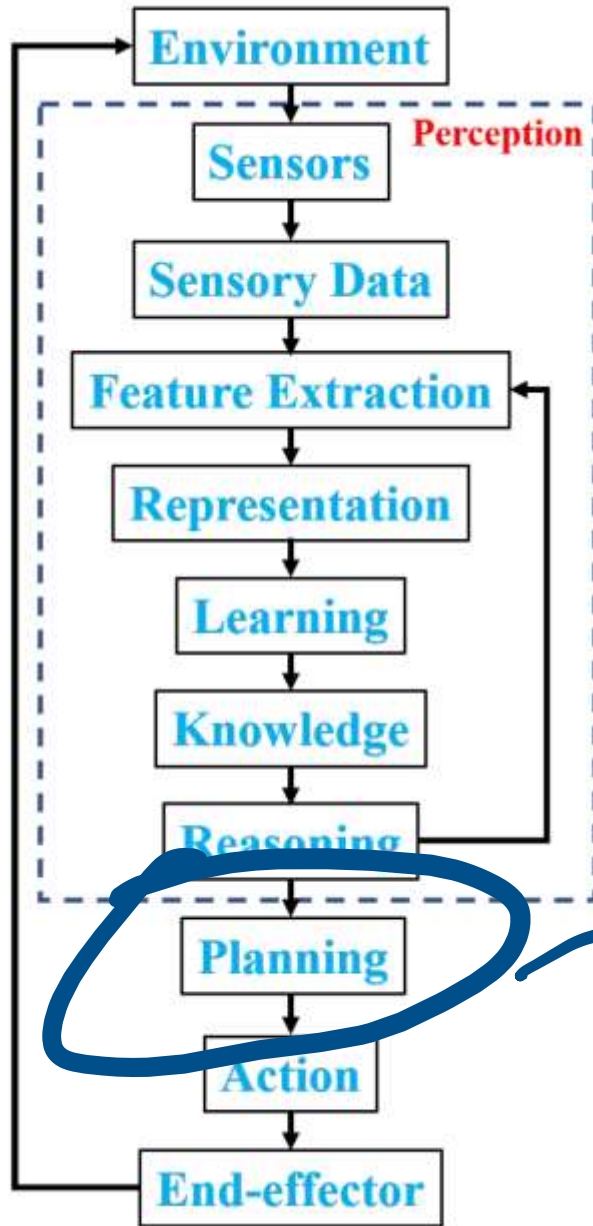 Environment
Perception
Sensors
Sensory Data
Feature Extraction
Representation
Learning
Knowledge
Reasoning
Planning
Action
End-effector